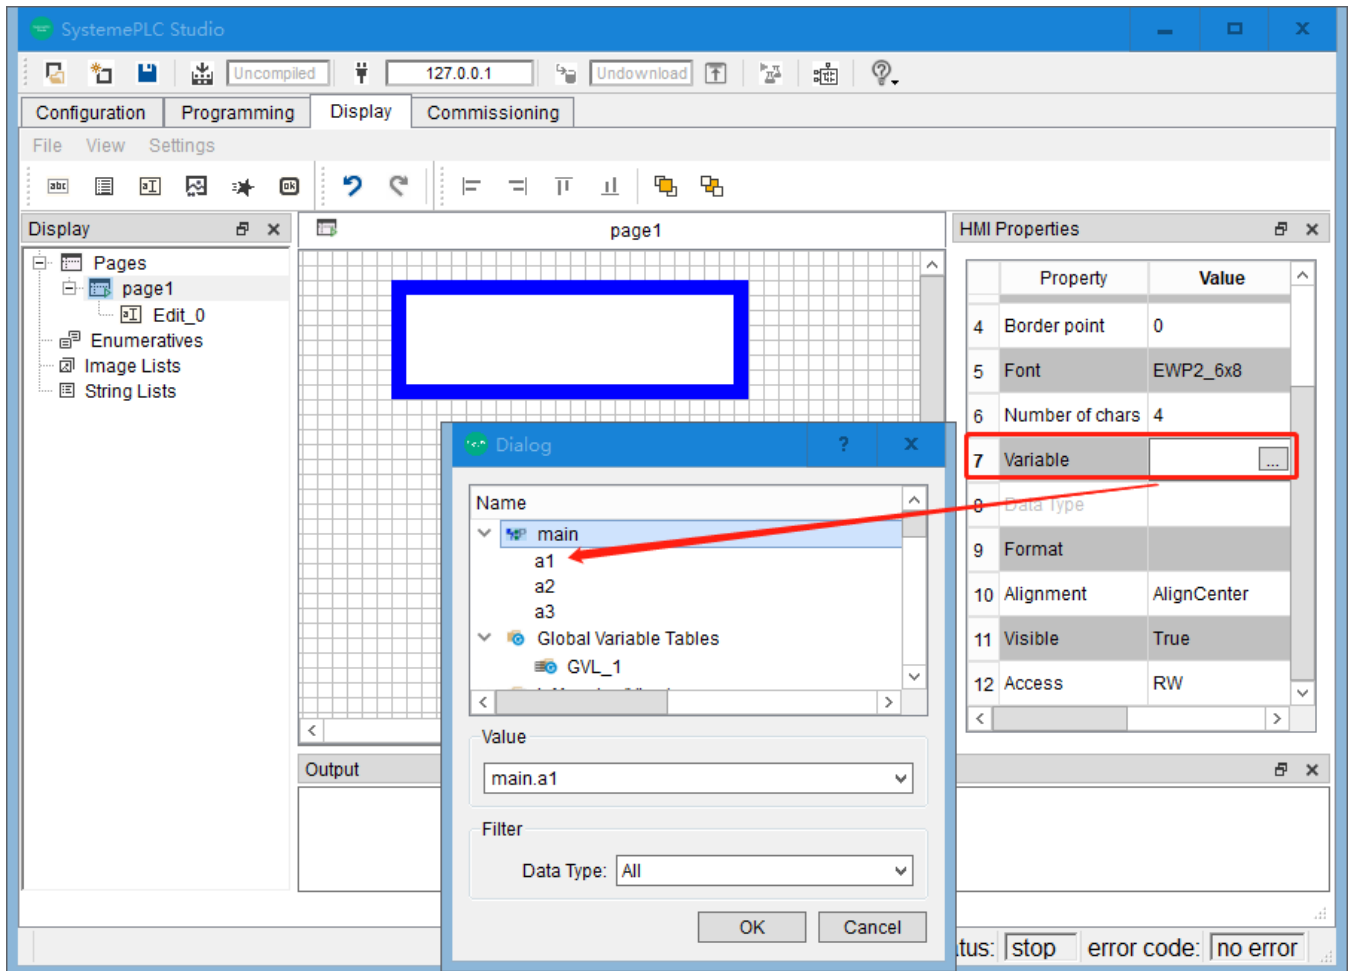 SystemePLC Studio
Uncompiled 127.0.0.1 Undownload
Configuration Programming Display Commissioning
File View Settings
Display
Pages
page1
Edit_0
Enumeratives
Image Lists
String Lists
page1
HMI Properties
Property Value
4 Border point 0
5 Font EWP2_6x8
6 Number of chars 4
7 Variable ...
8 Data Type
9 Format
10 Alignment AlignCenter
11 Visible True
12 Access RW
Dialog
Name
main
a1
a2
a3
Global Variable Tables
GVL_1
Value
main.a1
Filter
Data Type: All
OK Cancel
Output
tus: stop error code: no error